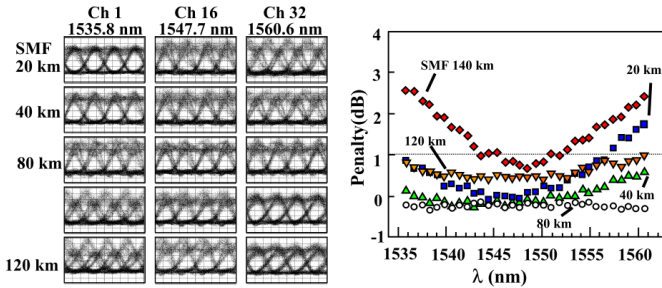 Ch 1 Ch 16 Ch 32
1535.8 nm 1547.7 nm 1560.6 nm
SMF
20 km
40 km
80 km
120 km
4
3
2
1
0
-1
Penalty(dB)
SMF 140 km
20 km
120 km
40 km
80 km
1535 1540 1545 1550 1555 1560
λ (nm)